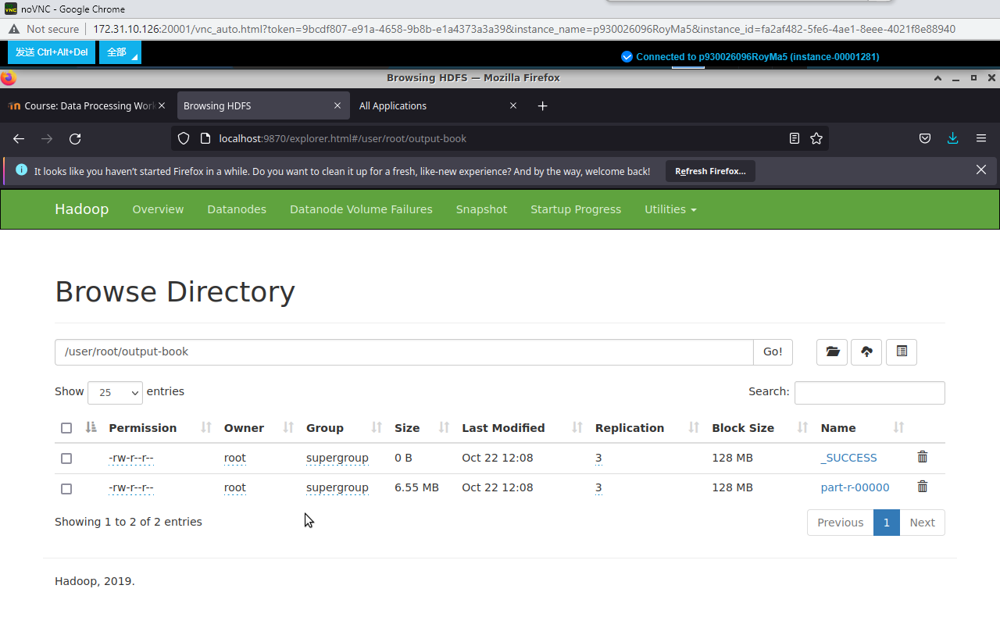 noVNC - Google Chrome
Not secure 172.31.10.126:20001/vnc_auto.html?token=9bcdf807-e91a-4658-9b8b-e1a4373a3a39&instance_name=p930026096RoyMa5&instance_id=fa2af482-5fe6-4ae1-8eee-4021f8e88940
发送 Ctrl+Alt+Del 全部 Connected to p930026096RoyMa5 (instance-00001281)
Browsing HDFS — Mozilla Firefox
Course: Data Processing Work Browsing HDFS All Applications
localhost:9870/explorer.html#/user/root/output-book
It looks like you haven't started Firefox in a while. Do you want to clean it up for a fresh, like-new experience? And by the way, welcome back! Refresh Firefox...
Hadoop Overview Datanodes Datanode Volume Failures Snapshot Startup Progress Utilities
Browse Directory
/user/root/output-book Go!
Show 25 entries Search:
Permission Owner Group Size Last Modified Replication Block Size Name
-rw-r--r-- root supergroup 0 B Oct 22 12:08 3 128 MB _SUCCESS
-rw-r--r-- root supergroup 6.55 MB Oct 22 12:08 3 128 MB part-r-00000
Showing 1 to 2 of 2 entries Previous 1 Next
Hadoop, 2019.